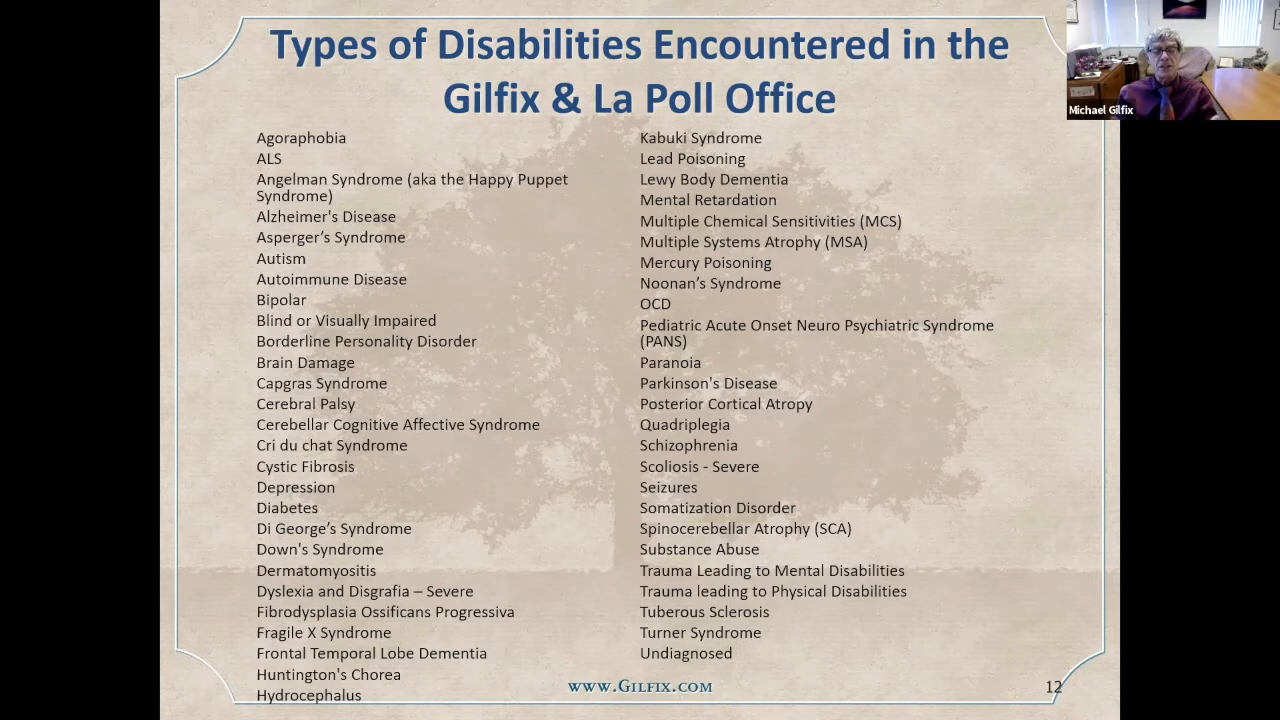 Types of Disabilities Encountered in the
Gilfix & La Poll Office
Agoraphobia
ALS
Angelman Syndrome (aka the Happy Puppet
Syndrome)
Alzheimer's Disease
Asperger’s Syndrome
Autism
Autoimmune Disease
Bipolar
Blind or Visually Impaired
Borderline Personality Disorder
Brain Damage
Capgras Syndrome
Cerebral Palsy
Cerebellar Cognitive Affective Syndrome
Cri du chat Syndrome
Cystic Fibrosis
Depression
Diabetes
Di George’s Syndrome
Down's Syndrome
Dermatomyositis
Dyslexia and Disgrafia – Severe
Fibrodysplasia Ossificans Progressiva
Fragile X Syndrome
Frontal Temporal Lobe Dementia
Huntington's Chorea
Hydrocephalus
Kabuki Syndrome
Lead Poisoning
Lewy Body Dementia
Mental Retardation
Multiple Chemical Sensitivities (MCS)
Multiple Systems Atrophy (MSA)
Mercury Poisoning
Noonan’s Syndrome
OCD
Pediatric Acute Onset Neuro Psychiatric Syndrome
(PANS)
Paranoia
Parkinson's Disease
Posterior Cortical Atropy
Quadriplegia
Schizophrenia
Scoliosis - Severe
Seizures
Somatization Disorder
Spinocerebellar Atrophy (SCA)
Substance Abuse
Trauma Leading to Mental Disabilities
Trauma leading to Physical Disabilities
Tuberous Sclerosis
Turner Syndrome
Undiagnosed
www.Gilfix.com
12
Michael Gilfix